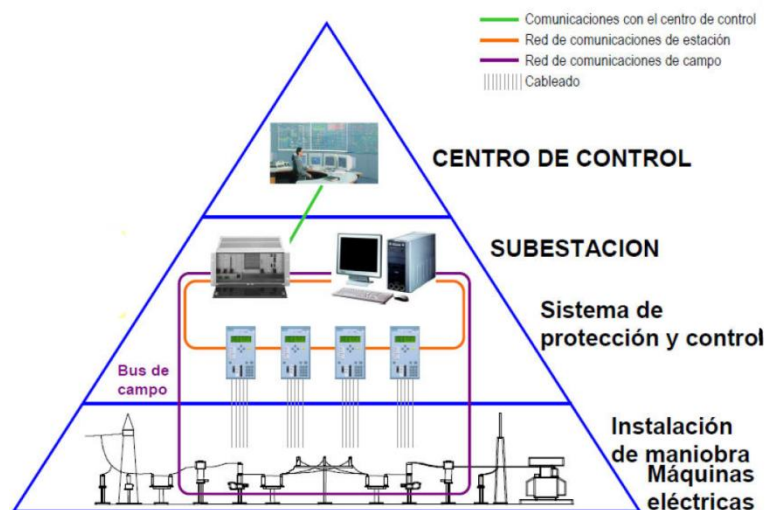 Comunicaciones con el centro de control
Red de comunicaciones de estación
Red de comunicaciones de campo
Cableado
CENTRO DE CONTROL
SUBESTACION
Sistema de
protección y control
Bus de
campo
Instalación
de maniobra
Máquinas
eléctricas